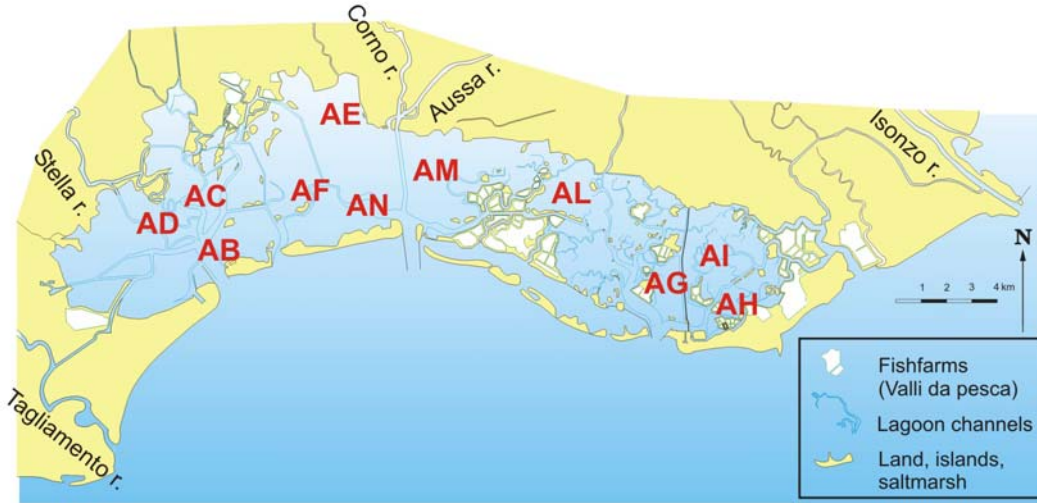 Corno r.
Aussa r.
AE
Isonzo r.
Stella r.
AM
AC
AF
AL
AN
AD
AB
N
AI
AG
AH
1 2 3 4 km
Fishfarms
(Valli da pesca)
Lagoon channels
Land, islands,
saltmarsh
Tagliamento r.